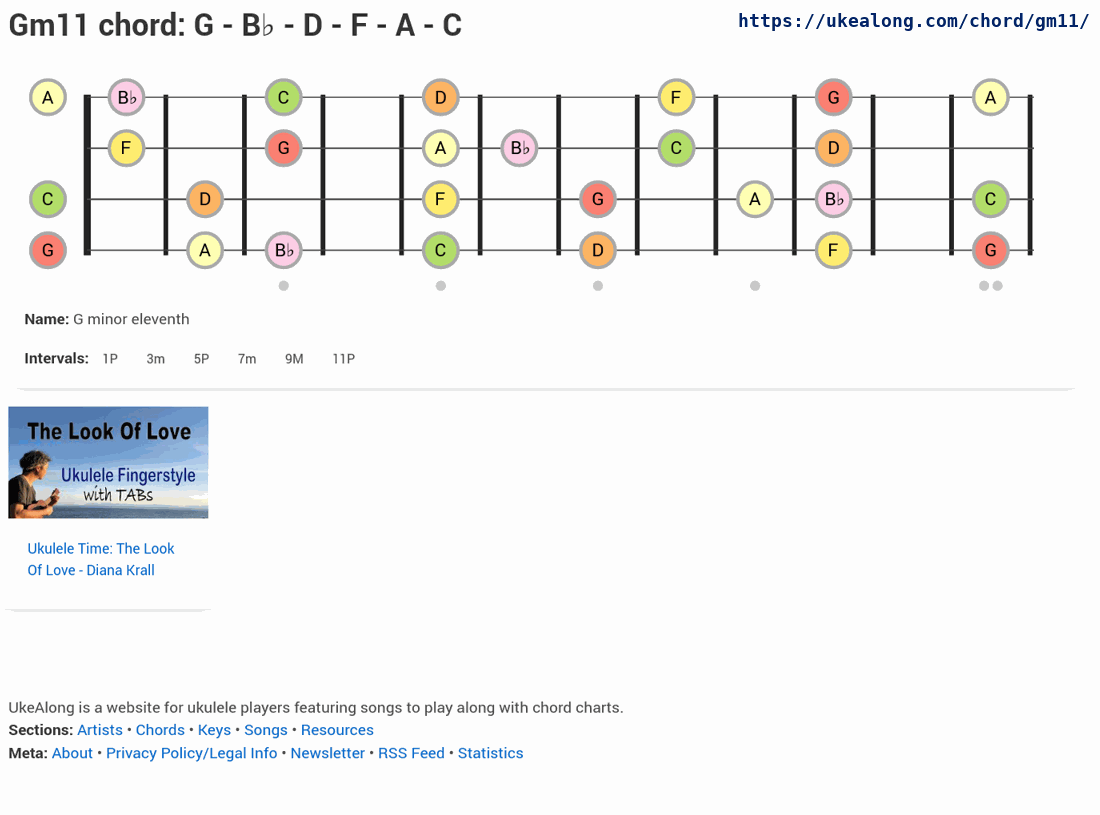 Gm11 chord: G - B♭ - D - F - A - C
https://ukealong.com/chord/gm11/
A B♭ C D F G A
F G A B♭ C D
C D F G A B♭ C
G A B♭ C D F G
Name: G minor eleventh
Intervals: 1P 3m 5P 7m 9M 11P
The Look Of Love
Ukulele Fingerstyle
with TABs
Ukulele Time: The Look
Of Love - Diana Krall
UkeAlong is a website for ukulele players featuring songs to play along with chord charts.
Sections: Artists • Chords • Keys • Songs • Resources
Meta: About • Privacy Policy/Legal Info • Newsletter • RSS Feed • Statistics